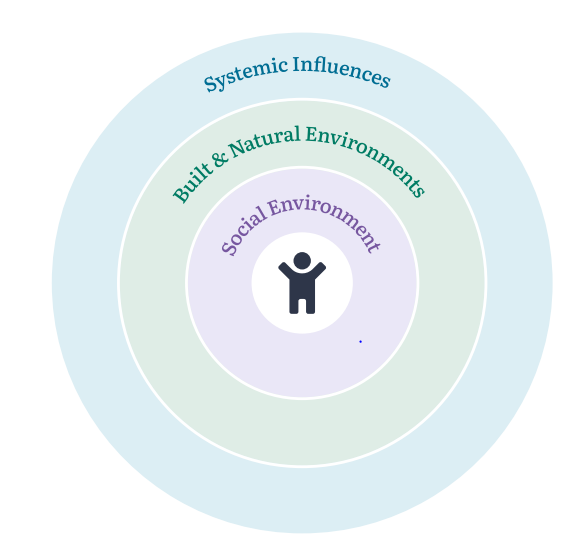 Systemic Influences
Built & Natural Environments
Social Environment